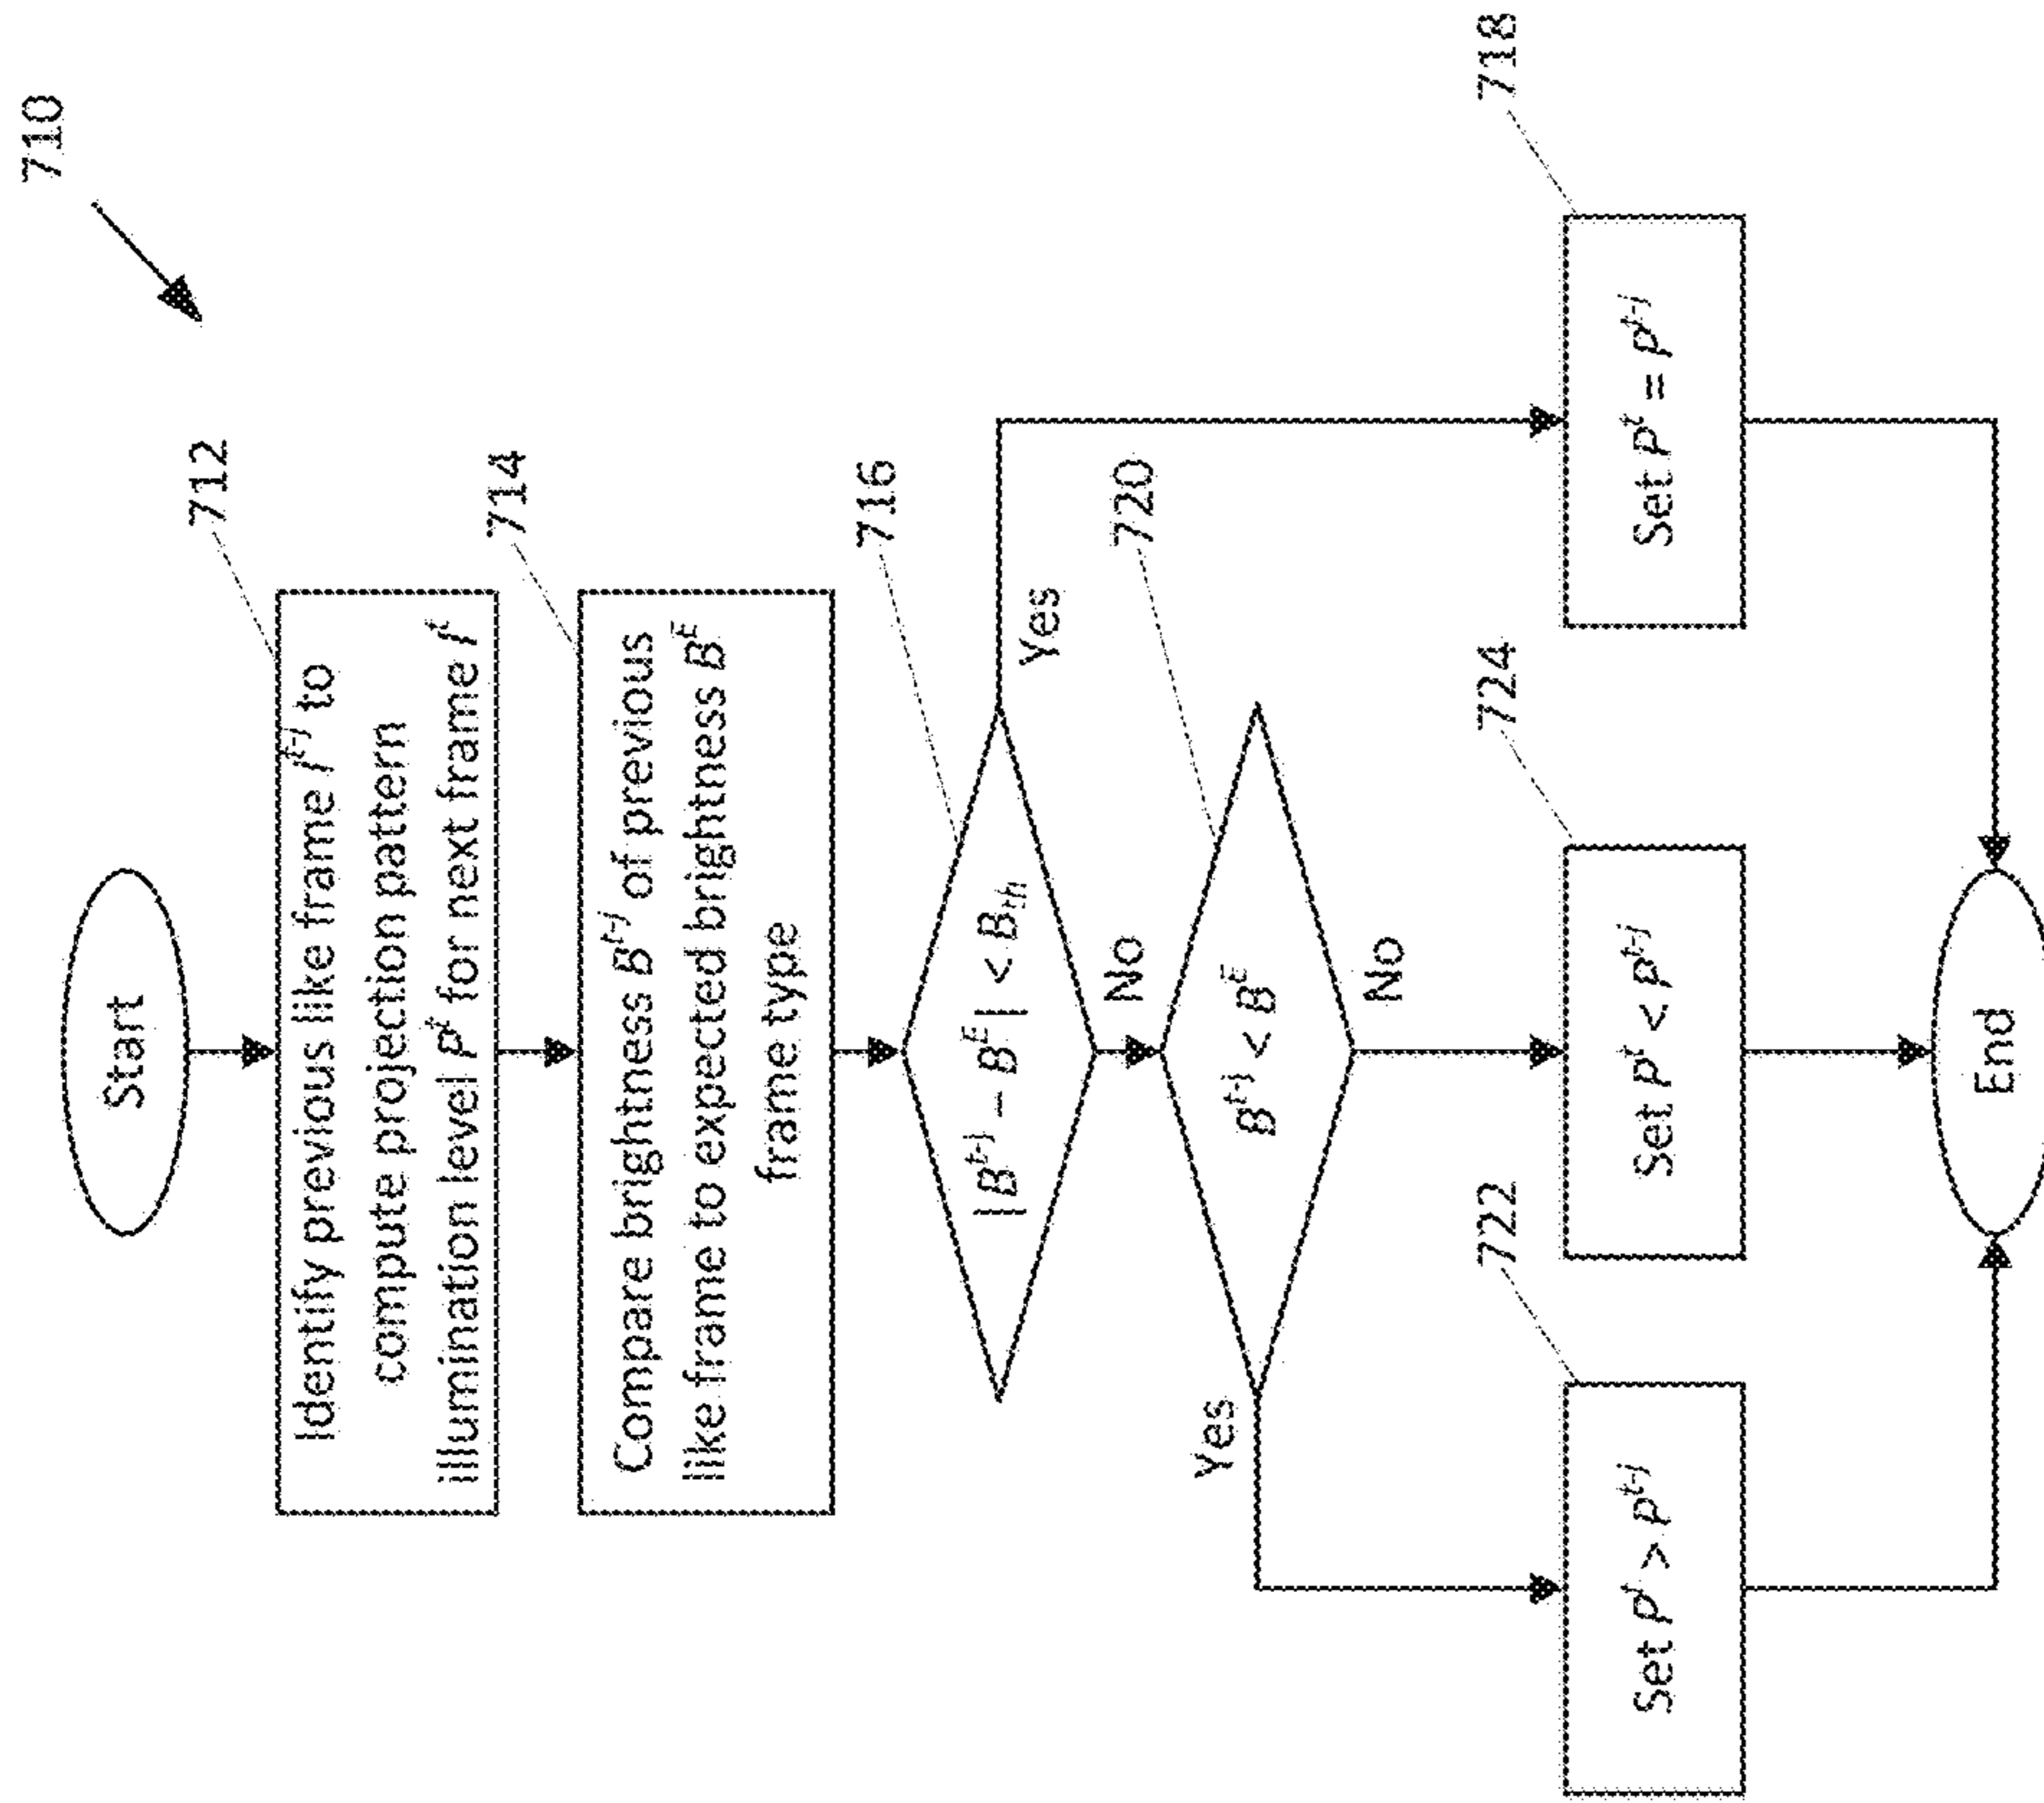 710
Start
712
Identify previous like frame I^{t-j} to
compute projection pattern
illumination level P^t for next frame I^t
714
Compare brightness B^{t-j} of previous
like frame to expected brightness B^E
frame type
716
| B^{t-j} – B^E | < B_{th}
Yes
No
720
B^{t-j} < B^E
Yes
No
722
Set P^t > P^{t-j}
724
Set P^t < P^{t-j}
718
Set P^t = P^{t-j}
End